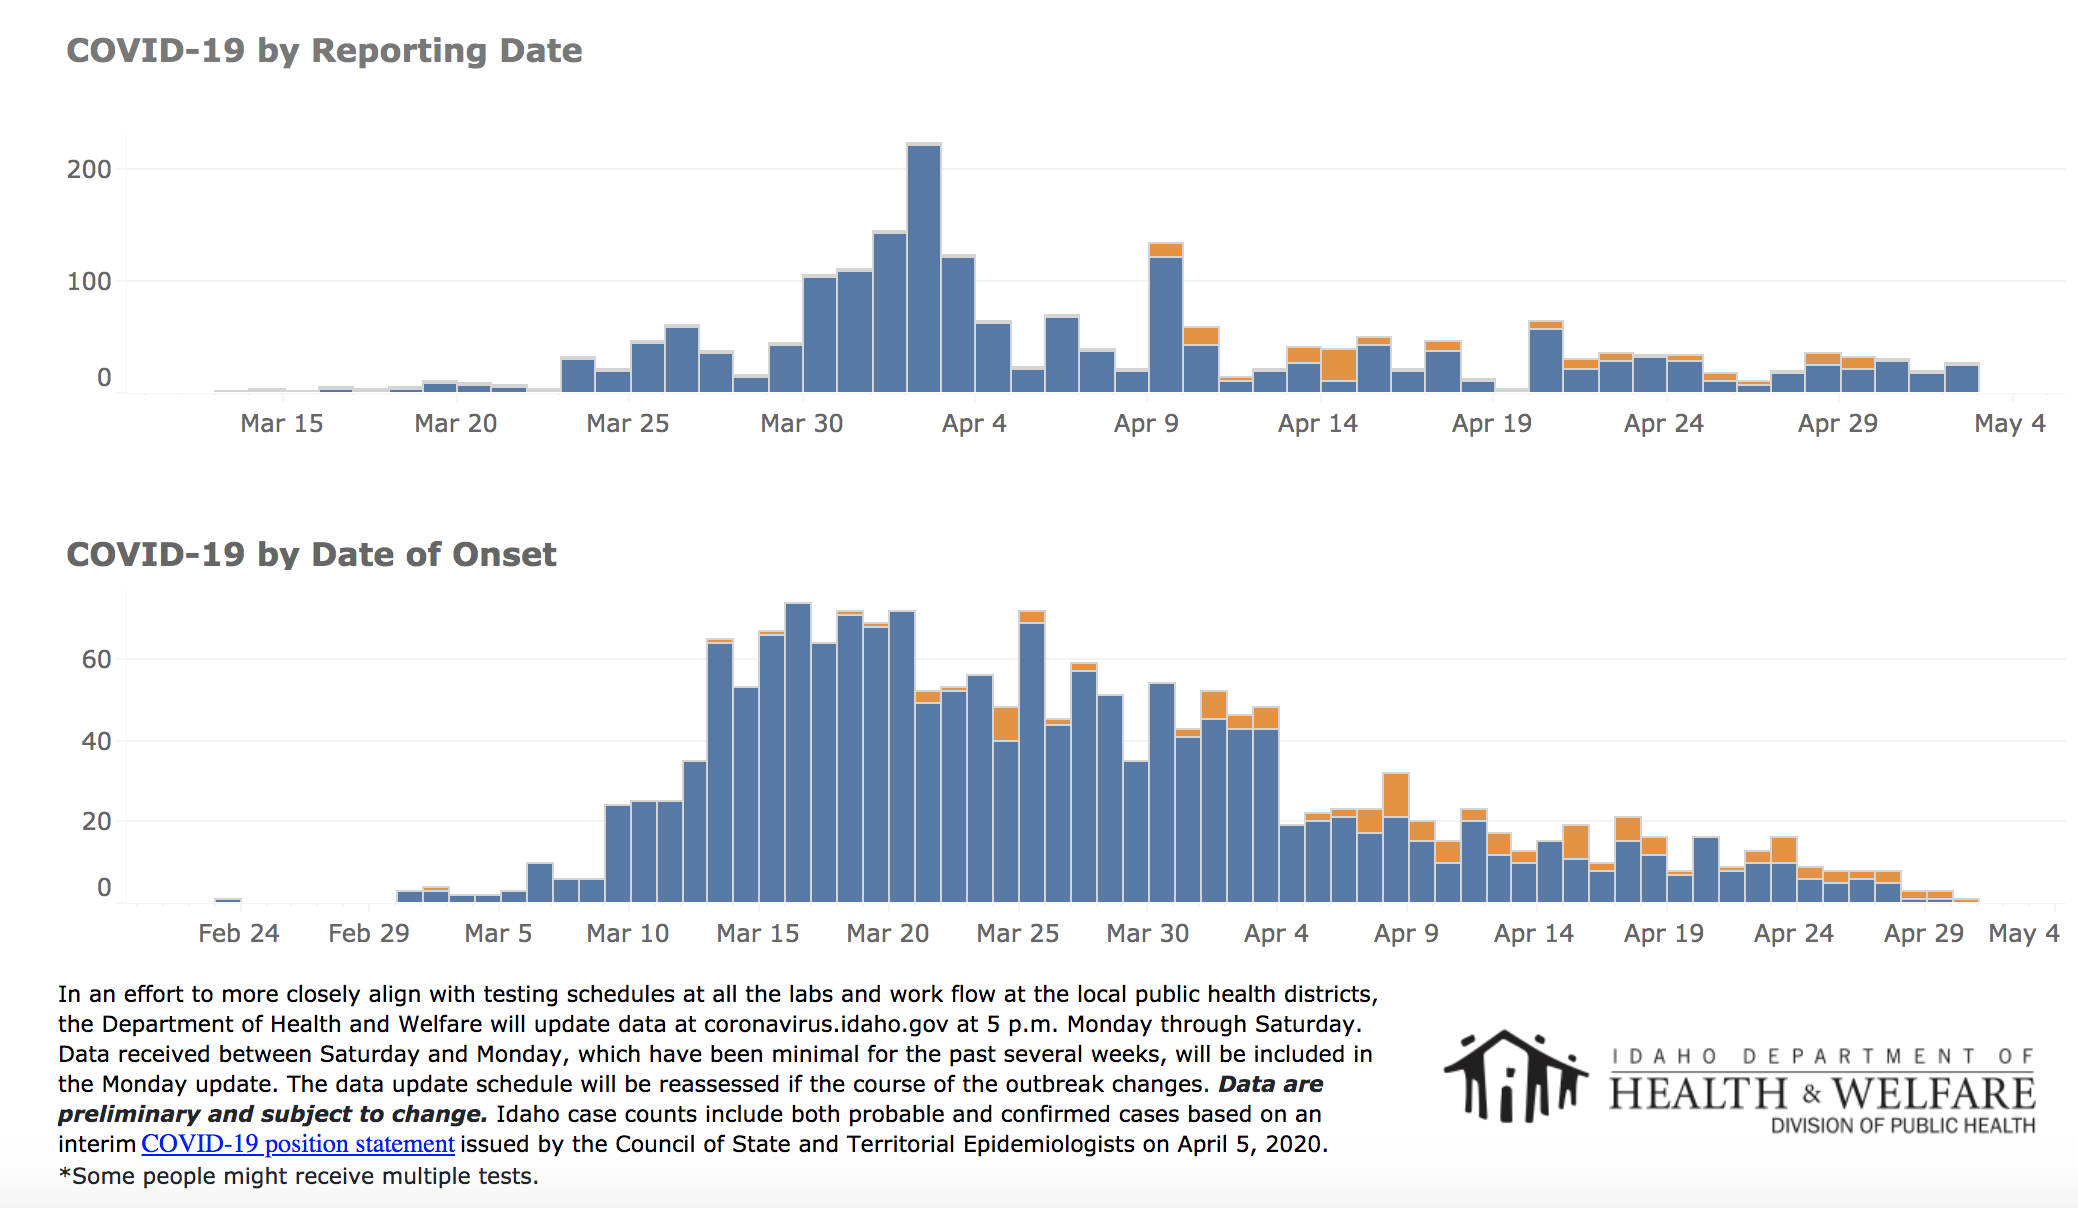 COVID-19 by Reporting Date
200
100
0
Mar 15 Mar 20 Mar 25 Mar 30 Apr 4 Apr 9 Apr 14 Apr 19 Apr 24 Apr 29 May 4
COVID-19 by Date of Onset
60
40
20
0
Feb 24 Feb 29 Mar 5 Mar 10 Mar 15 Mar 20 Mar 25 Mar 30 Apr 4 Apr 9 Apr 14 Apr 19 Apr 24 Apr 29 May 4
In an effort to more closely align with testing schedules at all the labs and work flow at the local public health districts,
the Department of Health and Welfare will update data at coronavirus.idaho.gov at 5 p.m. Monday through Saturday.
Data received between Saturday and Monday, which have been minimal for the past several weeks, will be included in
the Monday update. The data update schedule will be reassessed if the course of the outbreak changes. Data are
preliminary and subject to change. Idaho case counts include both probable and confirmed cases based on an
interim COVID-19 position statement issued by the Council of State and Territorial Epidemiologists on April 5, 2020.
*Some people might receive multiple tests.
IDAHO DEPARTMENT OF
HEALTH & WELFARE
DIVISION OF PUBLIC HEALTH